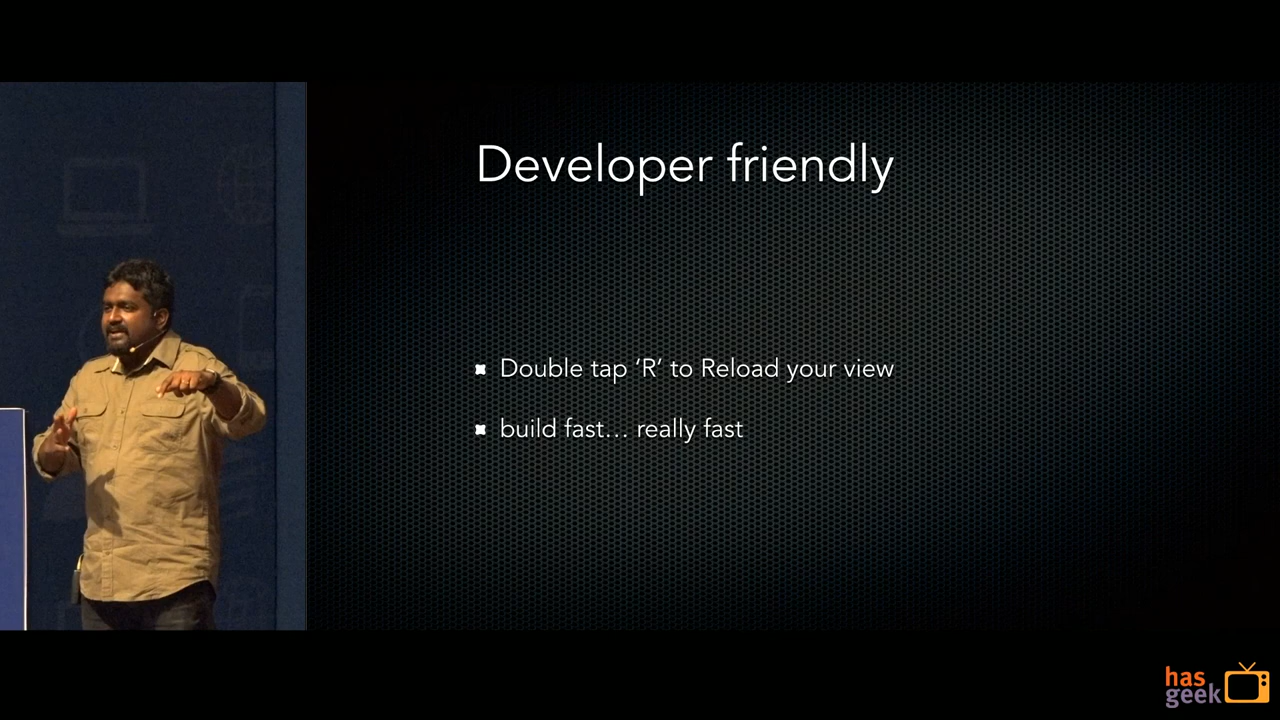 Developer friendly
Double tap ‘R’ to Reload your view
build fast... really fast
has
geek